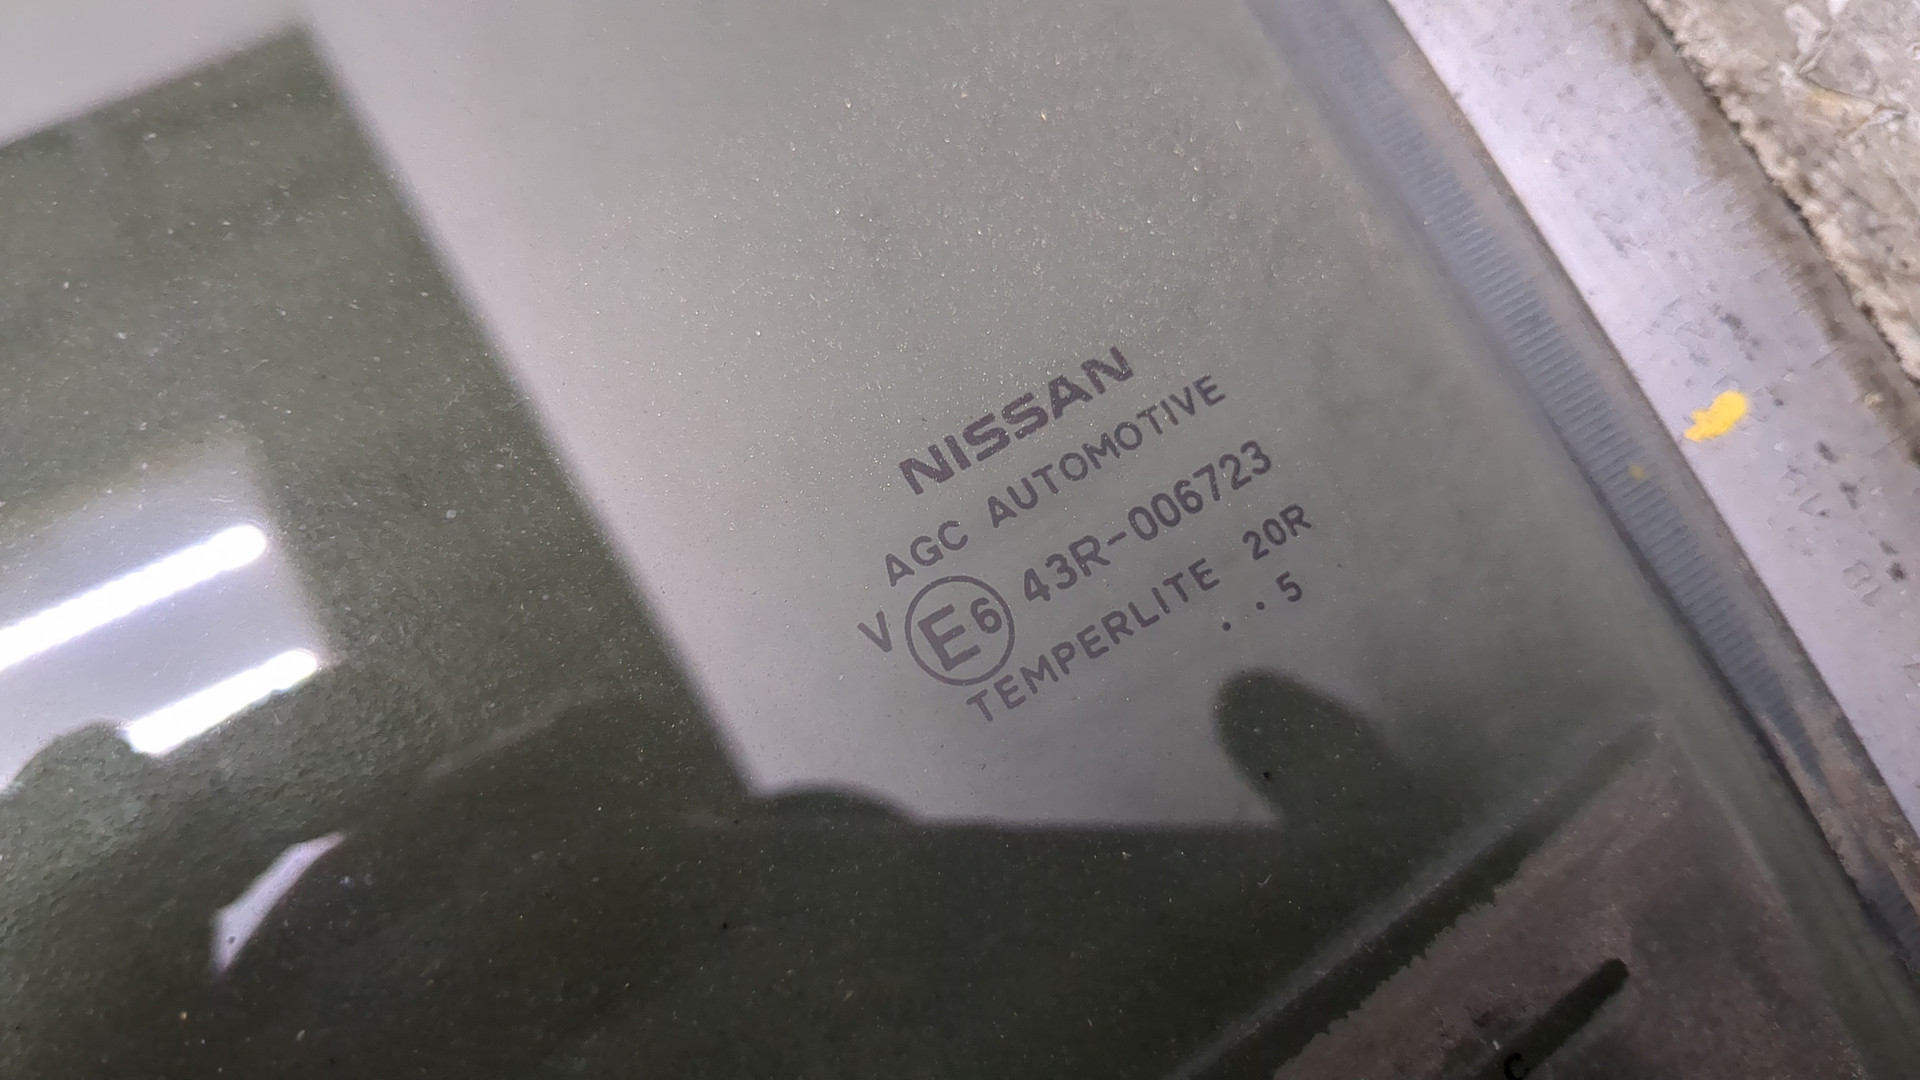 NISSAN
AGC AUTOMOTIVE
V E6 43R-006723
TEMPERLITE 20R
. . 5